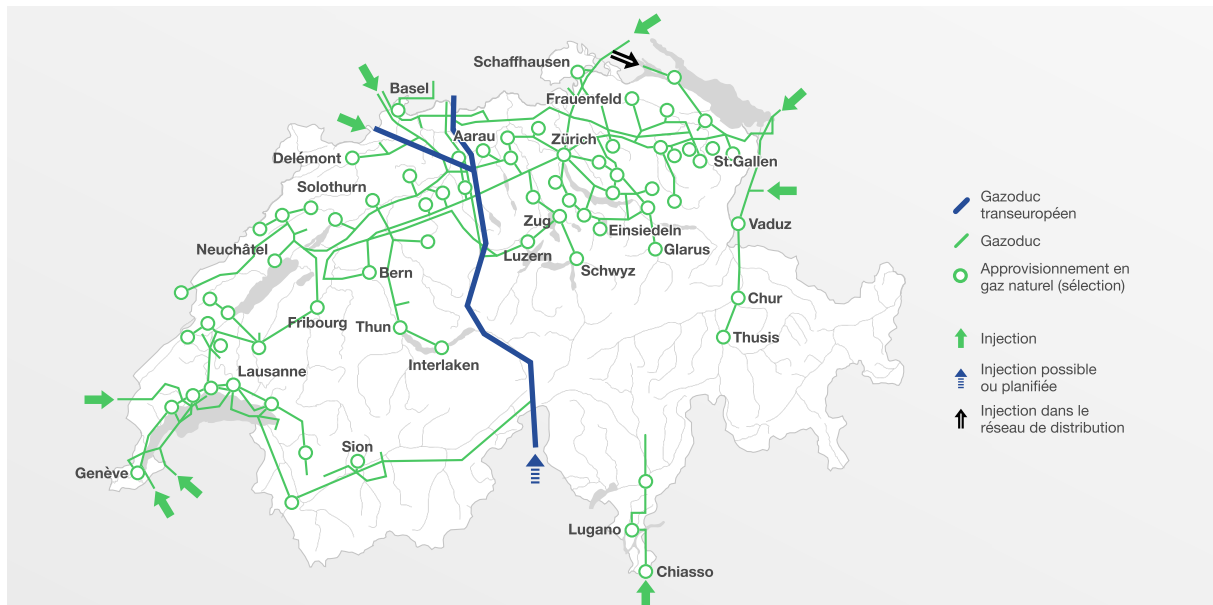 Schaffhausen
Basel
Frauenfeld
Aarau
Zürich
Delémont
St.Gallen
Solothurn
Zug
Einsiedeln
Vaduz
Neuchâtel
Luzern
Glarus
Bern
Schwyz
Chur
Fribourg
Thun
Thusis
Interlaken
Lausanne
Sion
Genève
Lugano
Chiasso
Gazoduc
transeuropéen
Gazoduc
Approvisionnement en
gaz naturel (sélection)
Injection
Injection possible
ou planifiée
Injection dans le
réseau de distribution